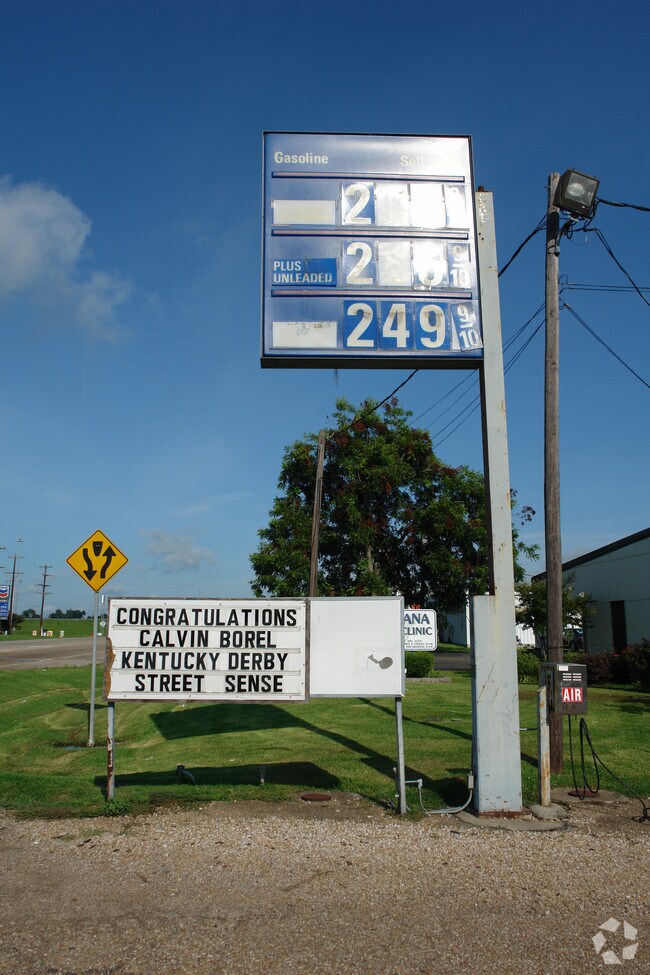 Gasoline
2
PLUS
UNLEADED
2 9/10
249 9/10
CONGRATULATIONS
CALVIN BOREL
KENTUCKY DERBY
STREET SENSE
ANA
CLINIC
AIR